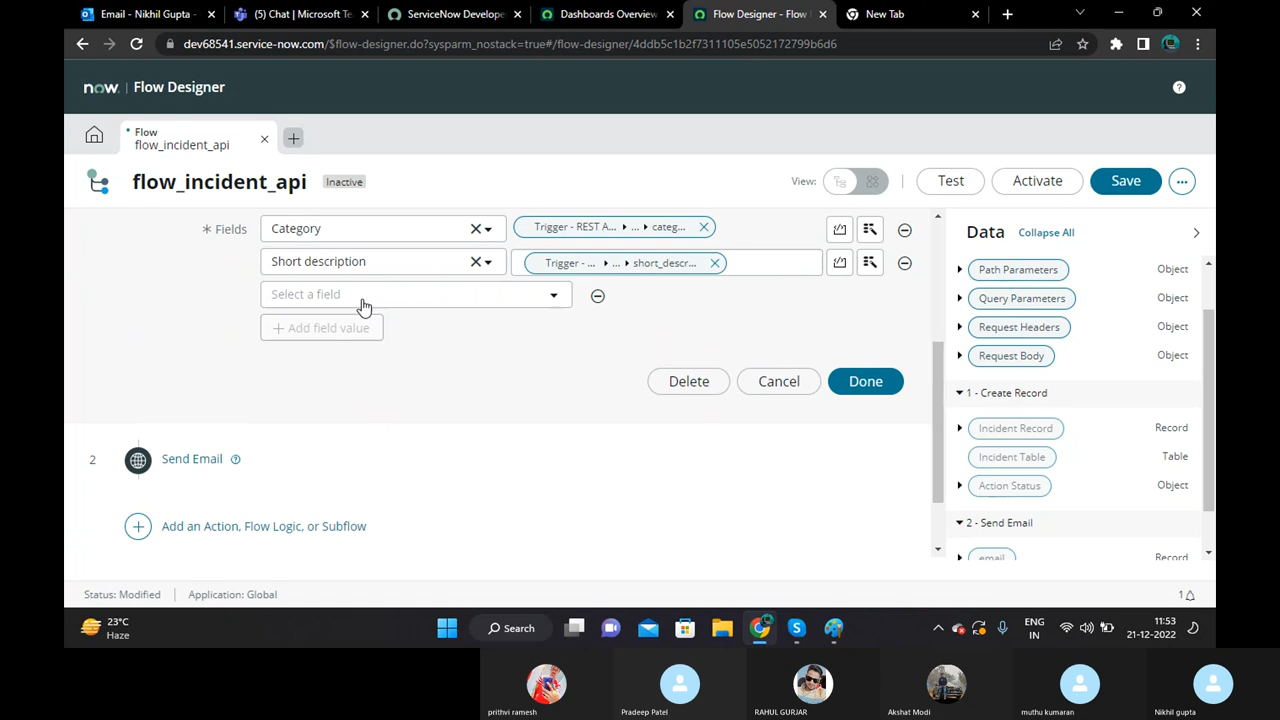 Email - Nikhil Gupta -
(5) Chat | Microsoft Te
ServiceNow Develope
Dashboards Overview
Flow Designer - Flow
New Tab
dev68541.service-now.com/$flow-designer.do?sysparm_nostack=true#/flow-designer/4ddb5c1b2f7311105e5052172799b6d6
now. Flow Designer
Flow
flow_incident_api
flow_incident_api Inactive View: Test Activate Save
* Fields Category Trigger - REST A... ... categ...
Short description Trigger - ... ... short_descr...
Select a field
+ Add field value
Delete Cancel Done
2 Send Email
Add an Action, Flow Logic, or Subflow
Data Collapse All
Path Parameters Object
Query Parameters Object
Request Headers Object
Request Body Object
1 - Create Record
Incident Record Record
Incident Table Table
Action Status Object
2 - Send Email
email Record
Status: Modified Application: Global 1
23°C
Haze
Search
ENG
IN
11:53
21-12-2022
prithvi ramesh
Pradeep Patel
RAHUL GURJAR
Akshat Modi
muthu kumaran
Nikhil gupta